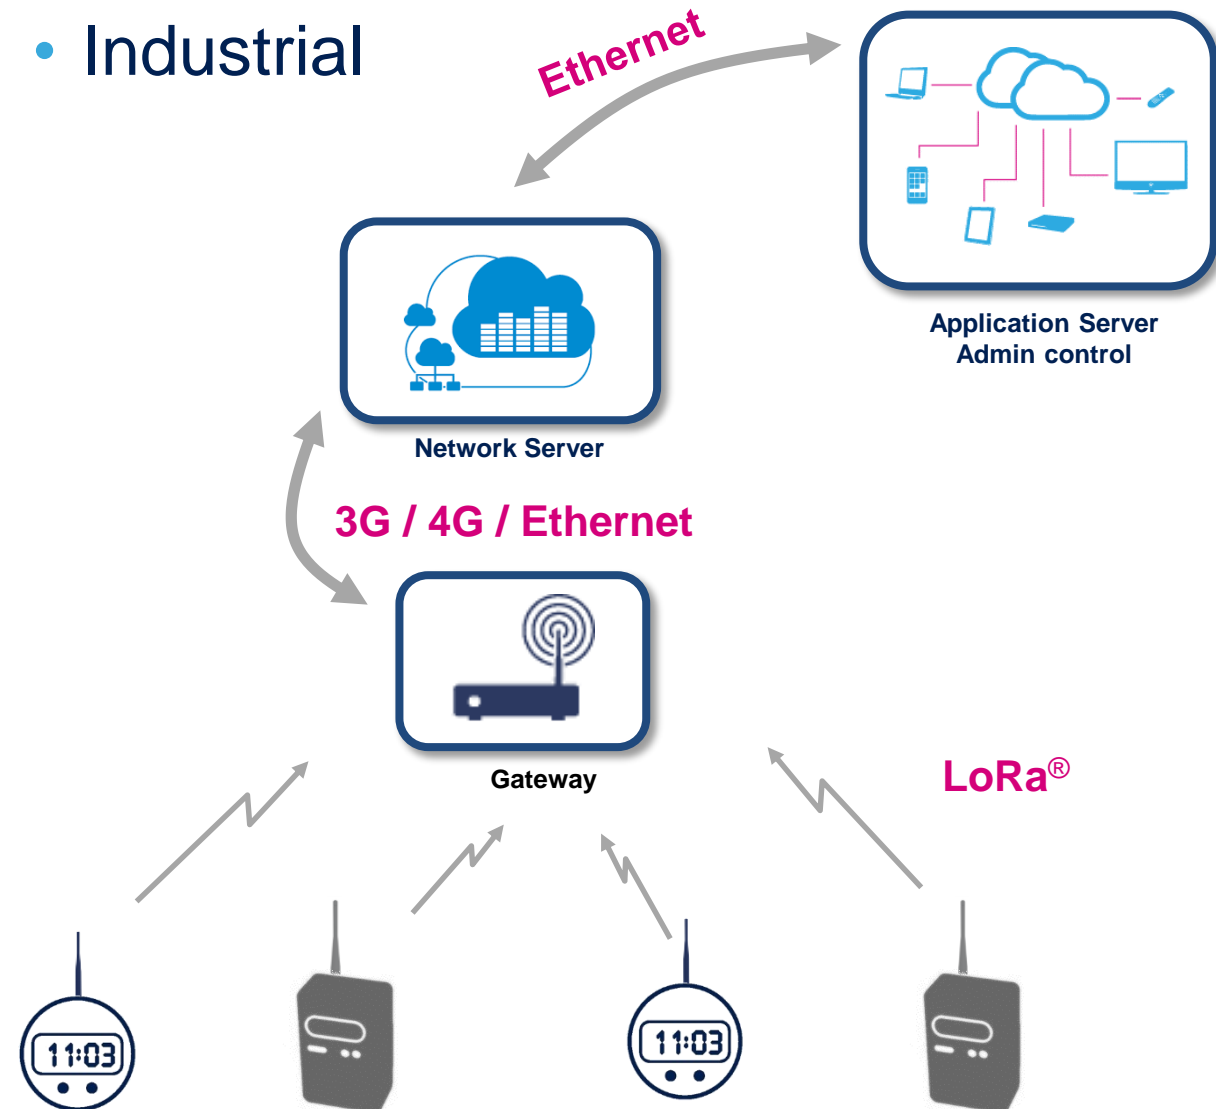 • Industrial
Ethernet
Application Server
Admin control
Network Server
3G / 4G / Ethernet
Gateway
LoRa®
11:03
11:03